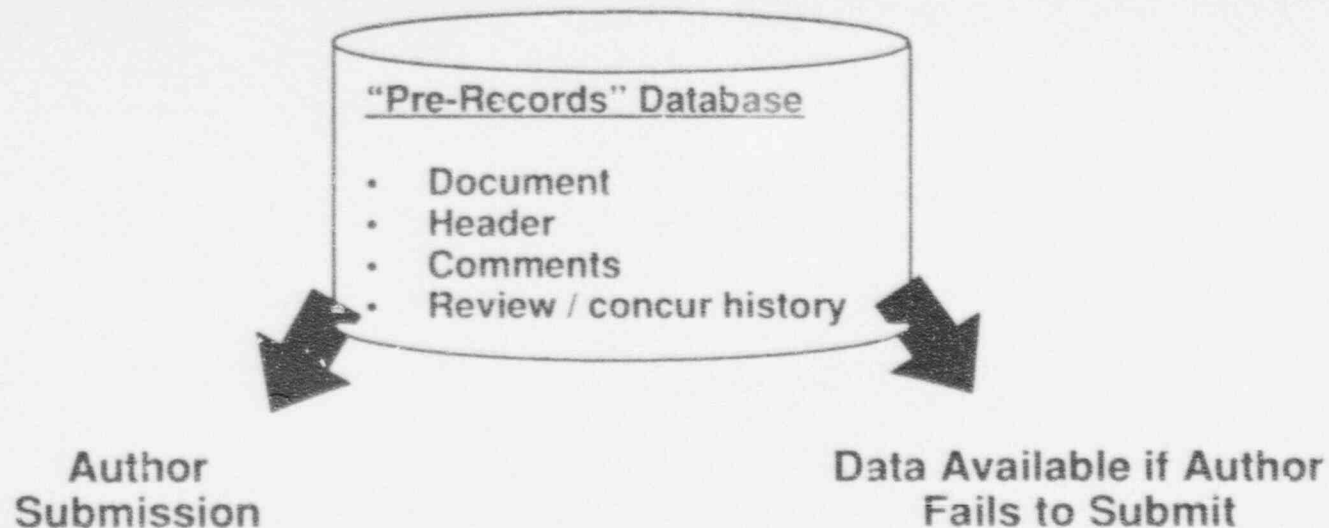 "Pre-Records" Database
• Document
• Header
• Comments
• Review / concur history
Author
Submission
Data Available if Author
Fails to Submit